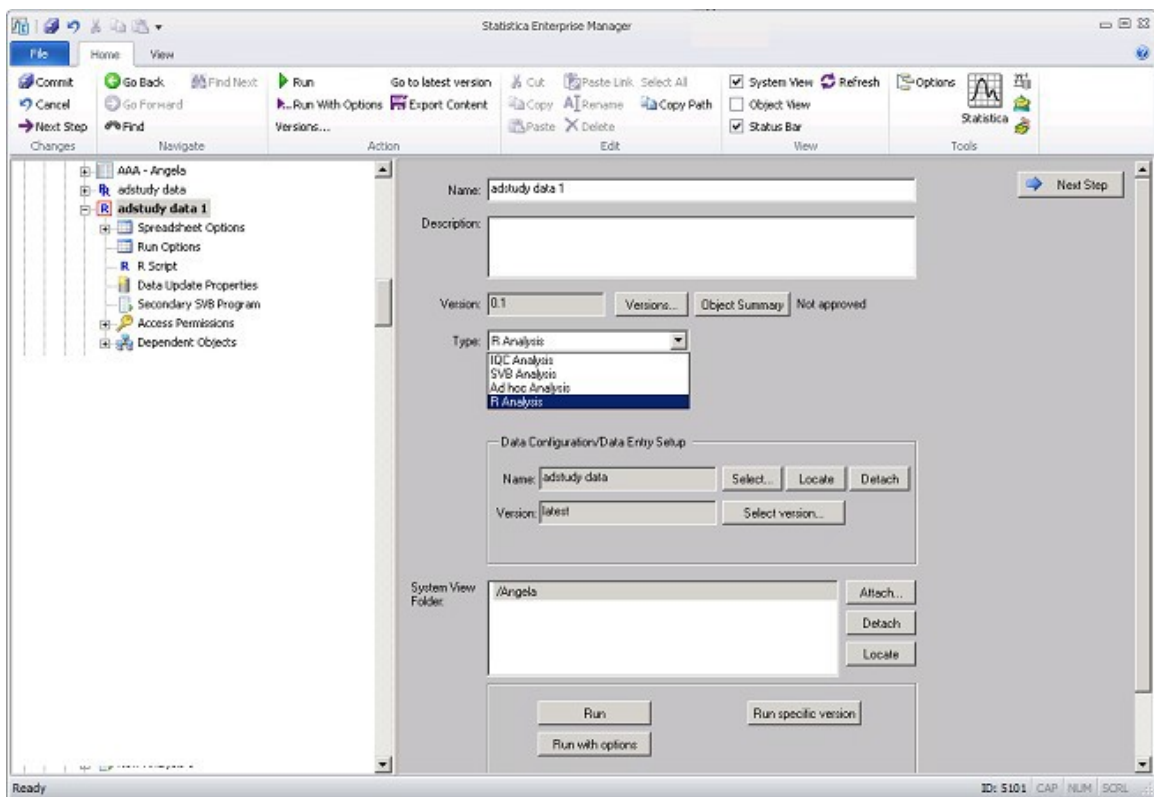 Statistica Enterprise Manager
File Home View
Commit Go Back Find Next Run Go to latest version Cut Paste Link Select All System View Refresh Options
Cancel Go Forward Run With Options Export Content Copy Rename Copy Path Object View Statistica
Next Step Find Versions... Paste Delete Status Bar
Changes Navigate Action Edit View Tools
AAA - Angela
adstudy data
adstudy data 1
Spreadsheet Options
Run Options
R Script
Data Update Properties
Secondary SVB Program
Access Permissions
Dependent Objects
Name: adstudy data 1 Next Step
Description:
Version: 0.1 Versions... Object Summary Not approved
Type: R Analysis
IQC Analysis
SVB Analysis
Ad hoc Analysis
R Analysis
Data Configuration/Data Entry Setup
Name: adstudy data Select... Locate Detach
Version: latest Select version...
System View
Folder:
/Angela Attach...
Detach
Locate
Run Run specific version
Run with options
Ready ID: 5101 CAP NUM SCRL